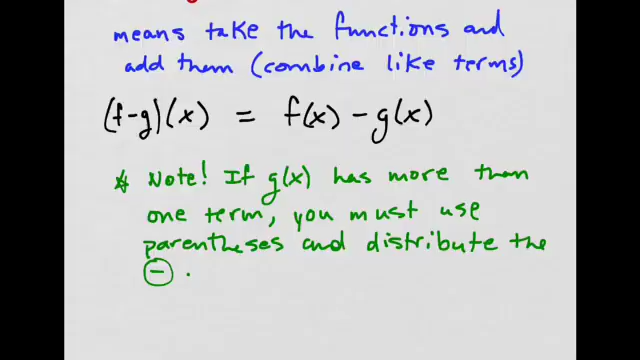 means take the functions and
add them (combine like terms)
(f-g)(x) = f(x) - g(x)
* Note! If g(x) has more than
one term, you must use
parentheses and distribute the
⊖.